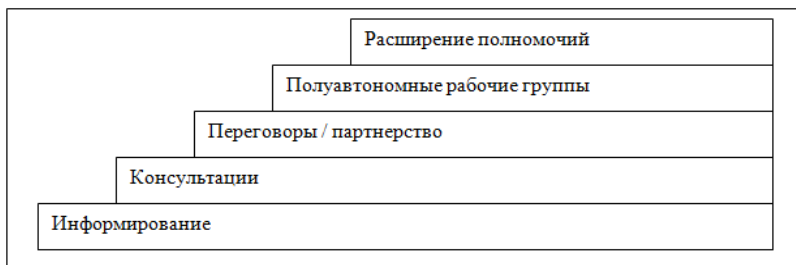 Расширение полномочий
Полуавтономные рабочие группы
Переговоры / партнерство
Консультации
Информирование